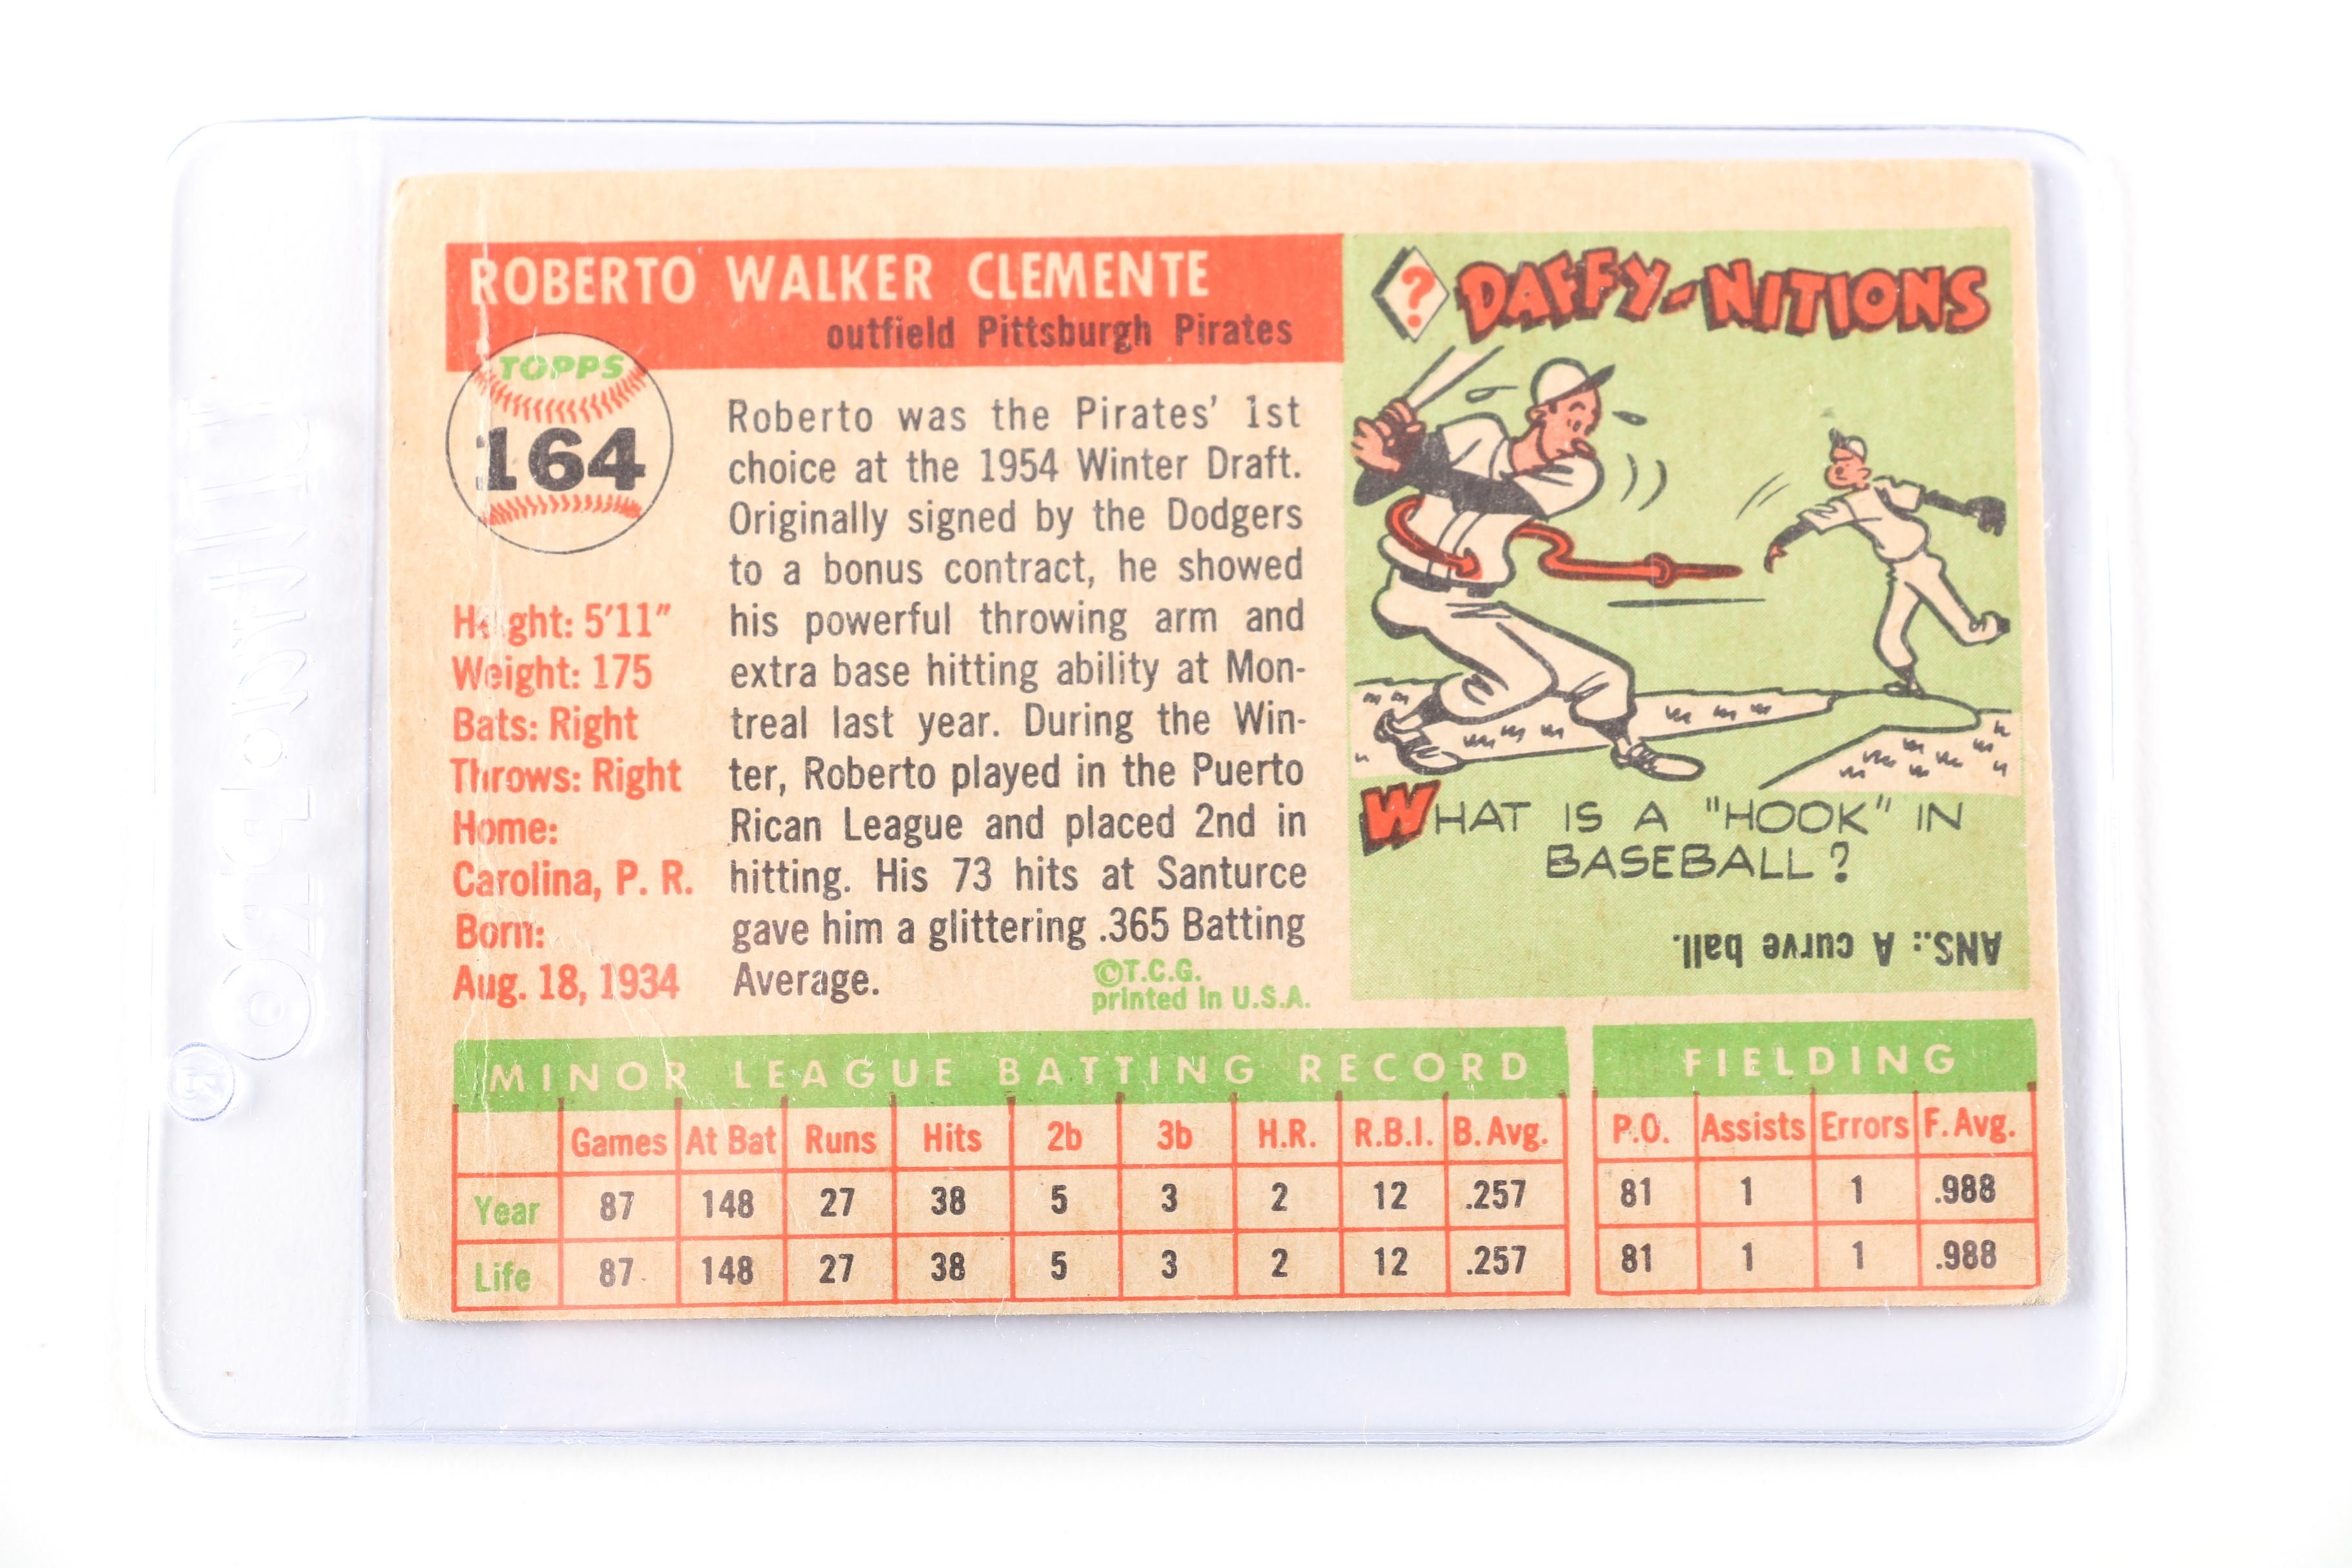 ROBERTO WALKER CLEMENTE
outfield Pittsburgh Pirates
TOPPS
164
Height: 5'11"
Weight: 175
Bats: Right
Throws: Right
Home:
Carolina, P. R.
Born:
Aug. 18, 1934
Roberto was the Pirates' 1st
choice at the 1954 Winter Draft.
Originally signed by the Dodgers
to a bonus contract, he showed
his powerful throwing arm and
extra base hitting ability at Mon-
treal last year. During the Win-
ter, Roberto played in the Puerto
Rican League and placed 2nd in
hitting. His 73 hits at Santurce
gave him a glittering .365 Batting
Average.
©T.C.G.
printed in U.S.A.
? DAFFY-NITIONS
WHAT IS A "HOOK" IN
BASEBALL?
ANS.: A curve ball.
MINOR LEAGUE BATTING RECORD
Games At Bat Runs Hits 2b 3b H.R. R.B.I. B. Avg.
Year 87 148 27 38 5 3 2 12 .257
Life 87 148 27 38 5 3 2 12 .257
FIELDING
P.O. Assists Errors F. Avg.
81 1 1 .988
81 1 1 .988